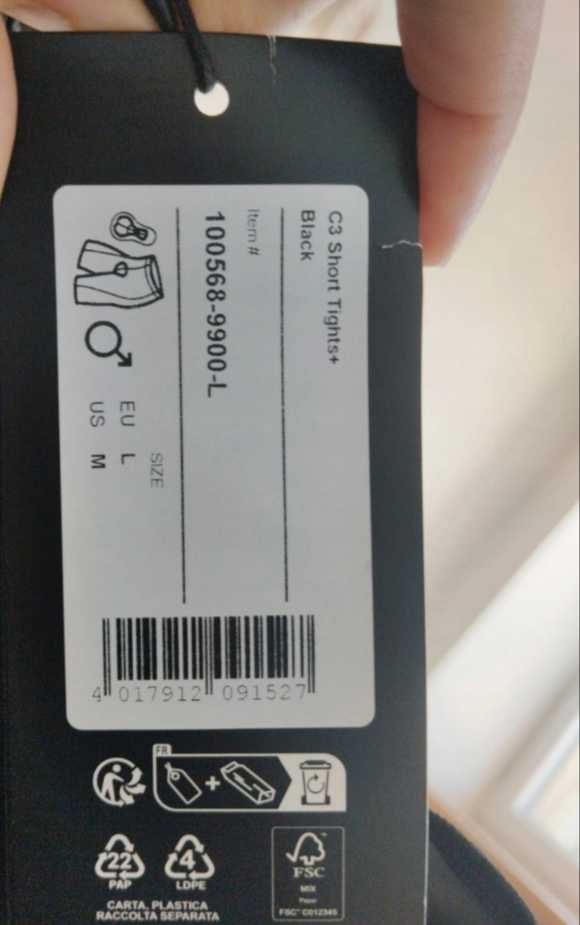 C3 Short Tights+
Black
Item #
100568-9900-L
SIZE
EU L
US M
4 017912 091527
FR
22
PAP
4
LDPE
CARTA, PLASTICA
RACCOLTA SEPARATA
FSC
MIX
Paper
FSC™ C012345